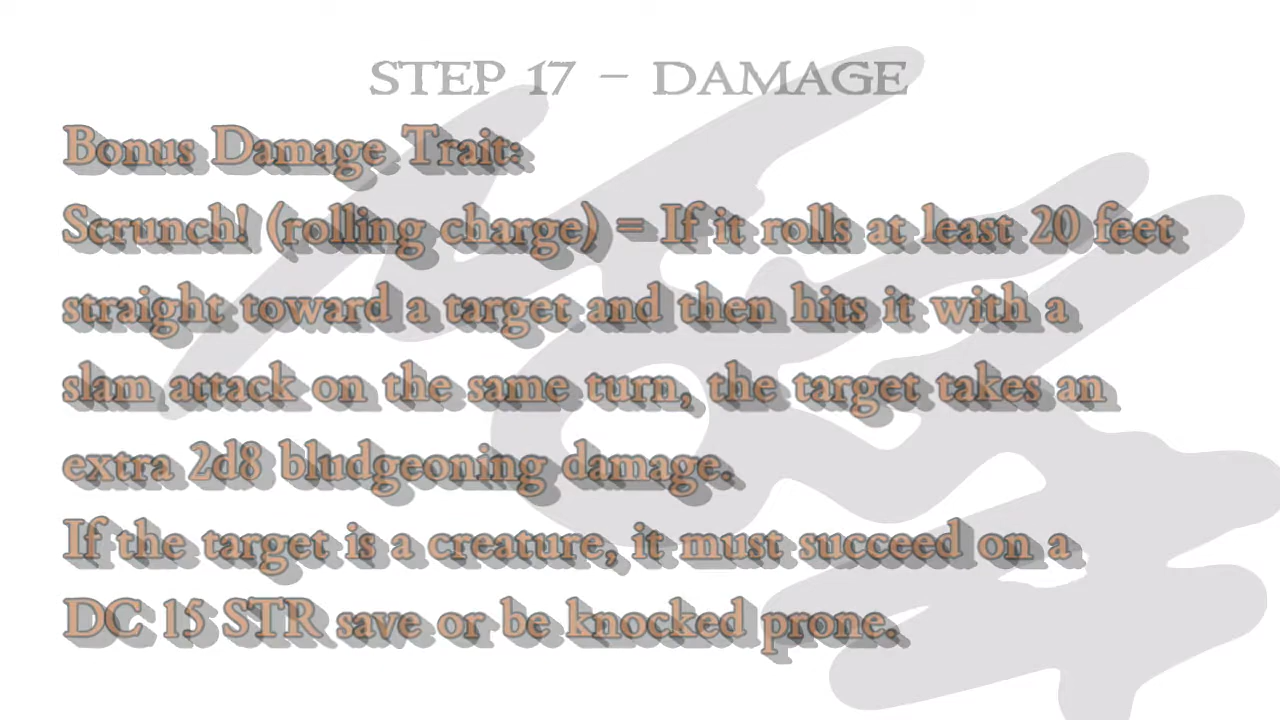 STEP 17 – DAMAGE
Bonus Damage Trait:
Scrunch! (rolling charge) = If it rolls at least 20 feet
straight toward a target and then hits it with a
slam attack on the same turn, the target takes an
extra 2d8 bludgeoning damage.
If the target is a creature, it must succeed on a
DC 15 STR save or be knocked prone.